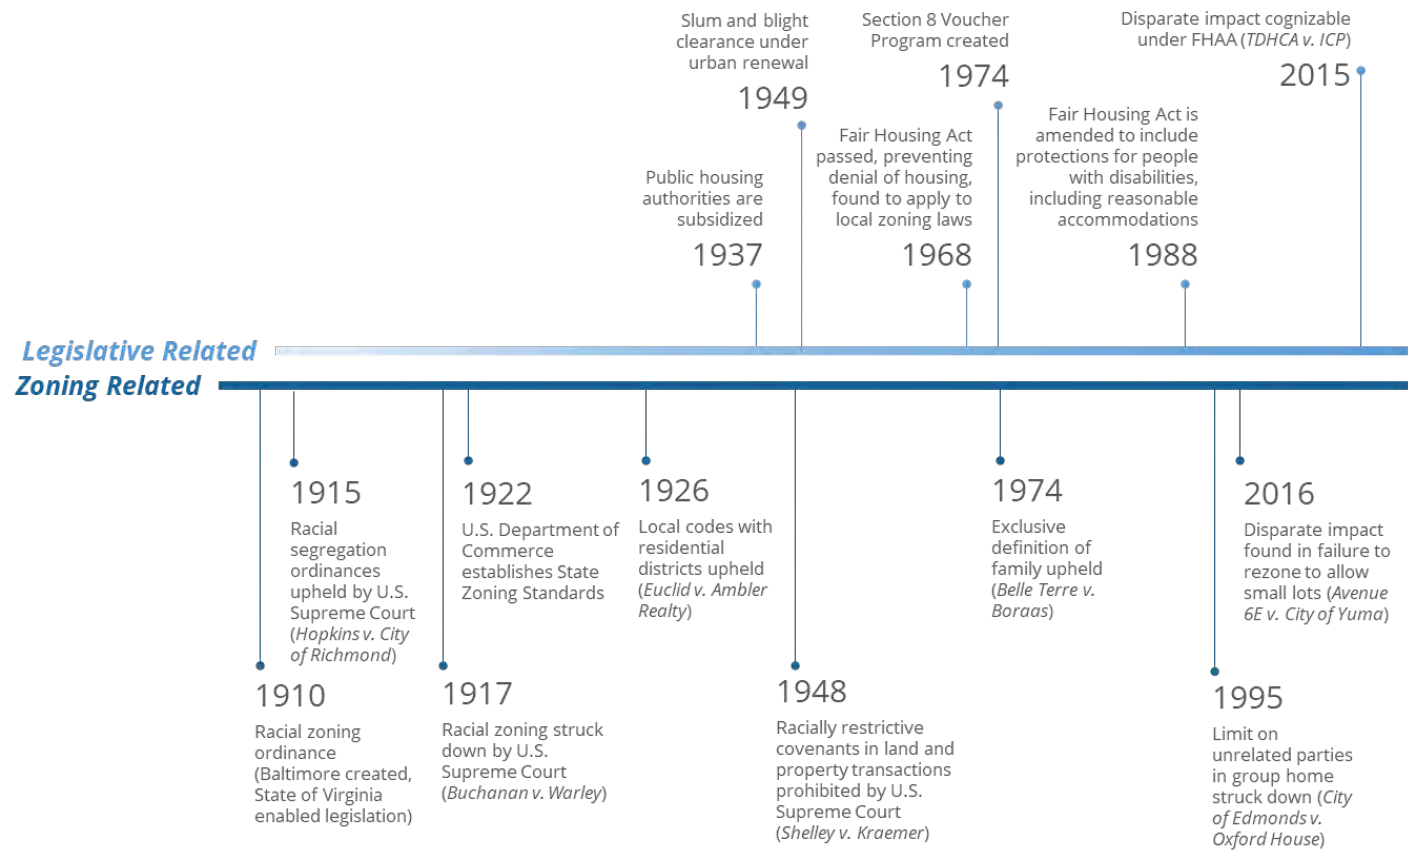 Slum and blight
clearance under
urban renewal
1949
Section 8 Voucher
Program created
1974
Disparate impact cognizable
under FHAA (TDHCA v. ICP)
2015
Public housing
authorities are
subsidized
1937
Fair Housing Act
passed, preventing
denial of housing,
found to apply to
local zoning laws
1968
Fair Housing Act is
amended to include
protections for people
with disabilities,
including reasonable
accommodations
1988
Legislative Related
Zoning Related
1915
Racial
segregation
ordinances
upheld by U.S.
Supreme Court
(Hopkins v. City
of Richmond)
1922
U.S. Department of
Commerce
establishes State
Zoning Standards
1926
Local codes with
residential
districts upheld
(Euclid v. Ambler
Realty)
1974
Exclusive
definition of
family upheld
(Belle Terre v.
Boraas)
2016
Disparate impact
found in failure to
rezone to allow
small lots (Avenue
6E v. City of Yuma)
1910
Racial zoning
ordinance
(Baltimore created,
State of Virginia
enabled legislation)
1917
Racial zoning struck
down by U.S.
Supreme Court
(Buchanan v. Warley)
1948
Racially restrictive
covenants in land and
property transactions
prohibited by U.S.
Supreme Court
(Shelley v. Kraemer)
1995
Limit on
unrelated parties
in group home
struck down (City
of Edmonds v.
Oxford House)